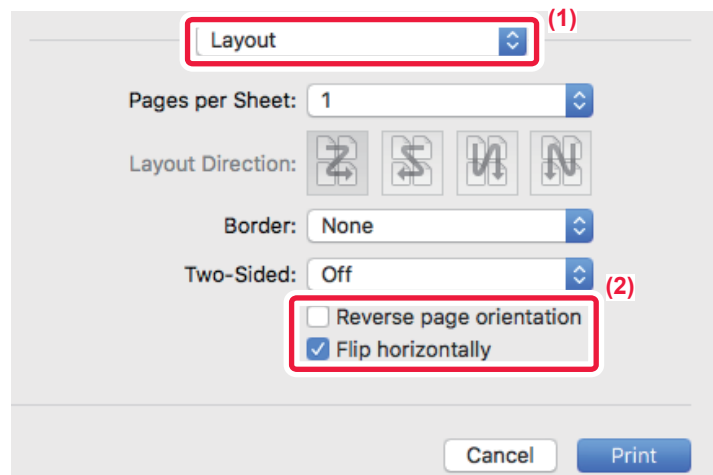 (1)
Layout
Pages per Sheet: 1
Layout Direction:
Border: None
Two-Sided: Off
(2)
Reverse page orientation
Flip horizontally
Cancel Print